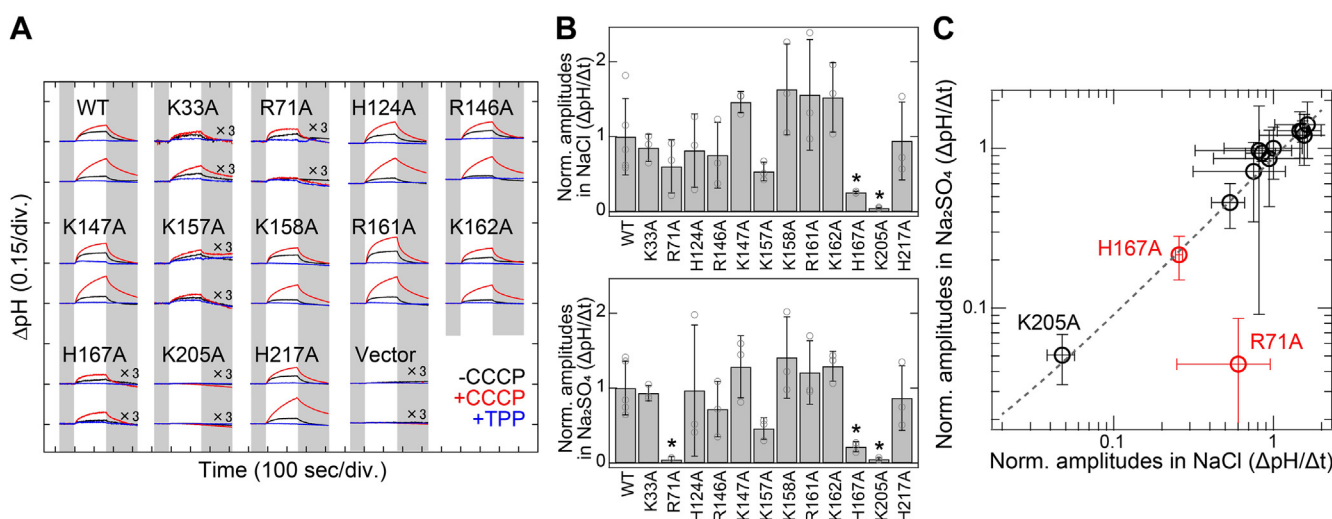 A
WT
K33A
R71A
H124A
R146A
×3
×3
×3
×3
K147A
K157A
K158A
R161A
K162A
×3
×3
H167A
K205A
H217A
Vector
×3
×3
×3
×3
×3
×3
-CCCP
+CCCP
+TPP
ΔpH (0.15/div.)
Time (100 sec/div.)
B
Norm. amplitudes
in NaCl (ΔpH/Δt)
2
1
0
*
*
WT
K33A
R71A
H124A
R146A
K147A
K157A
K158A
R161A
K162A
H167A
K205A
H217A
Norm. amplitudes
in Na₂SO₄ (ΔpH/Δt)
2
1
0
*
*
*
WT
K33A
R71A
H124A
R146A
K147A
K157A
K158A
R161A
K162A
H167A
K205A
H217A
C
Norm. amplitudes in Na₂SO₄ (ΔpH/Δt)
1
0.1
H167A
K205A
R71A
0.1
1
Norm. amplitudes in NaCl (ΔpH/Δt)